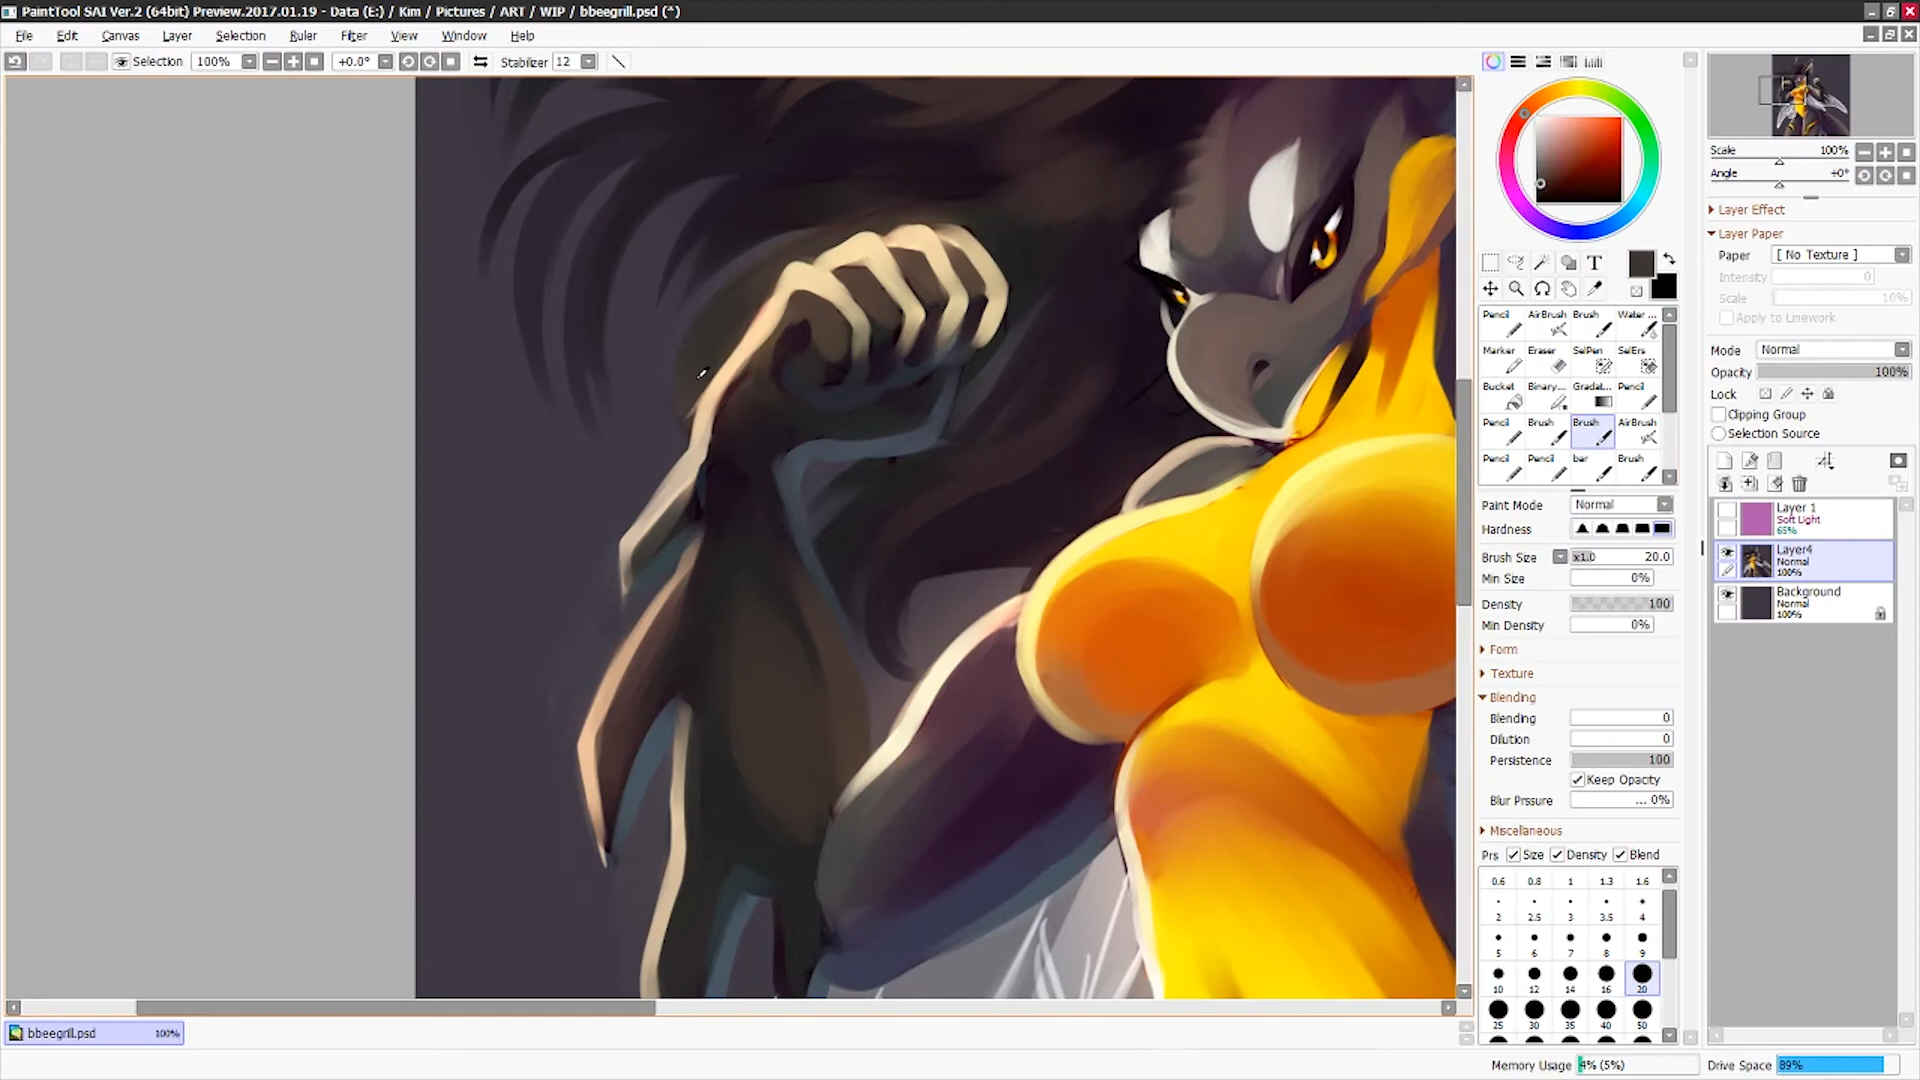 PaintTool SAI Ver.2 (64bit) Preview.2017.01.19 - Data (E:) / Kim / Pictures / ART / WIP / bbeegrill.psd (*)
File Edit Canvas Layer Selection Ruler Filter View Window Help
Selection 100% +0.0° Stabilizer 12
Scale 100%
Angle +0°
Layer Effect
Layer Paper
Paper [ No Texture ]
Intensity 0
Scale 10%
Apply to Linework
Mode Normal
Opacity 100%
Lock
Clipping Group
Selection Source
Layer 1
Soft Light
65%
Layer4
Normal
100%
Background
Normal
100%
T
Pencil AirBrush Brush Water ...
Marker Eraser SelPen SelErs
Bucket Binary... Gradat... Pencil
Pencil Brush Brush AirBrush
Pencil Pencil bar Brush
Paint Mode Normal
Hardness
Brush Size x1.0 20.0
Min Size 0%
Density 100
Min Density 0%
Form
Texture
Blending
Blending 0
Dilution 0
Persistence 100
Keep Opacity
Blur Prssure ... 0%
Miscellaneous
Prs Size Density Blend
0.6 0.8 1 1.3 1.6
2 2.5 3 3.5 4
5 6 7 8 9
10 12 14 16 20
25 30 35 40 50
bbeegrill.psd 100%
Memory Usage 4% (5%) Drive Space 89%